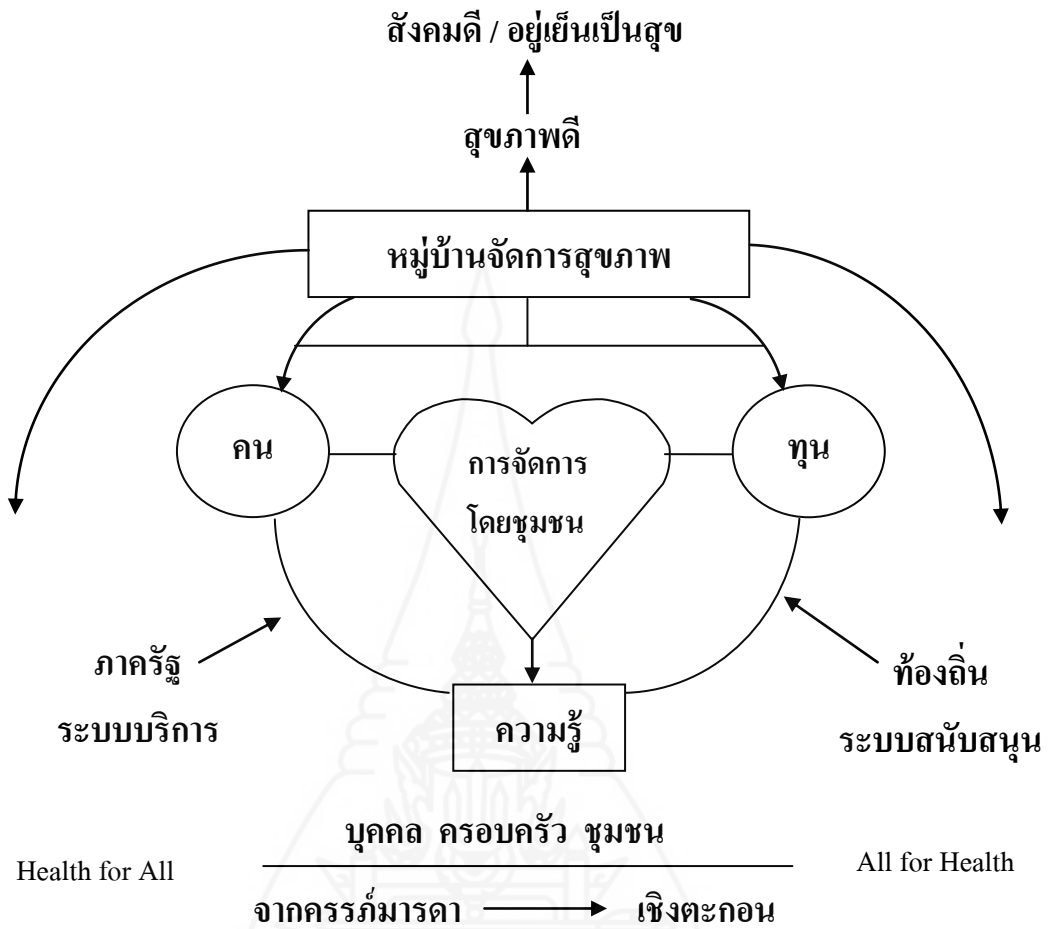 สังคมดี / อยู่เย็นเป็นสุข
สุขภาพดี
หมู่บ้านจัดการสุขภาพ
คน
การจัดการ
โดยชุมชน
ทุน
ภาครัฐ
ระบบบริการ
ความรู้
ท้องถิ่น
ระบบสนับสนุน
บุคคล ครอบครัว ชุมชน
Health for All
All for Health
จากครรภ์มารดา เชิงตะกอน